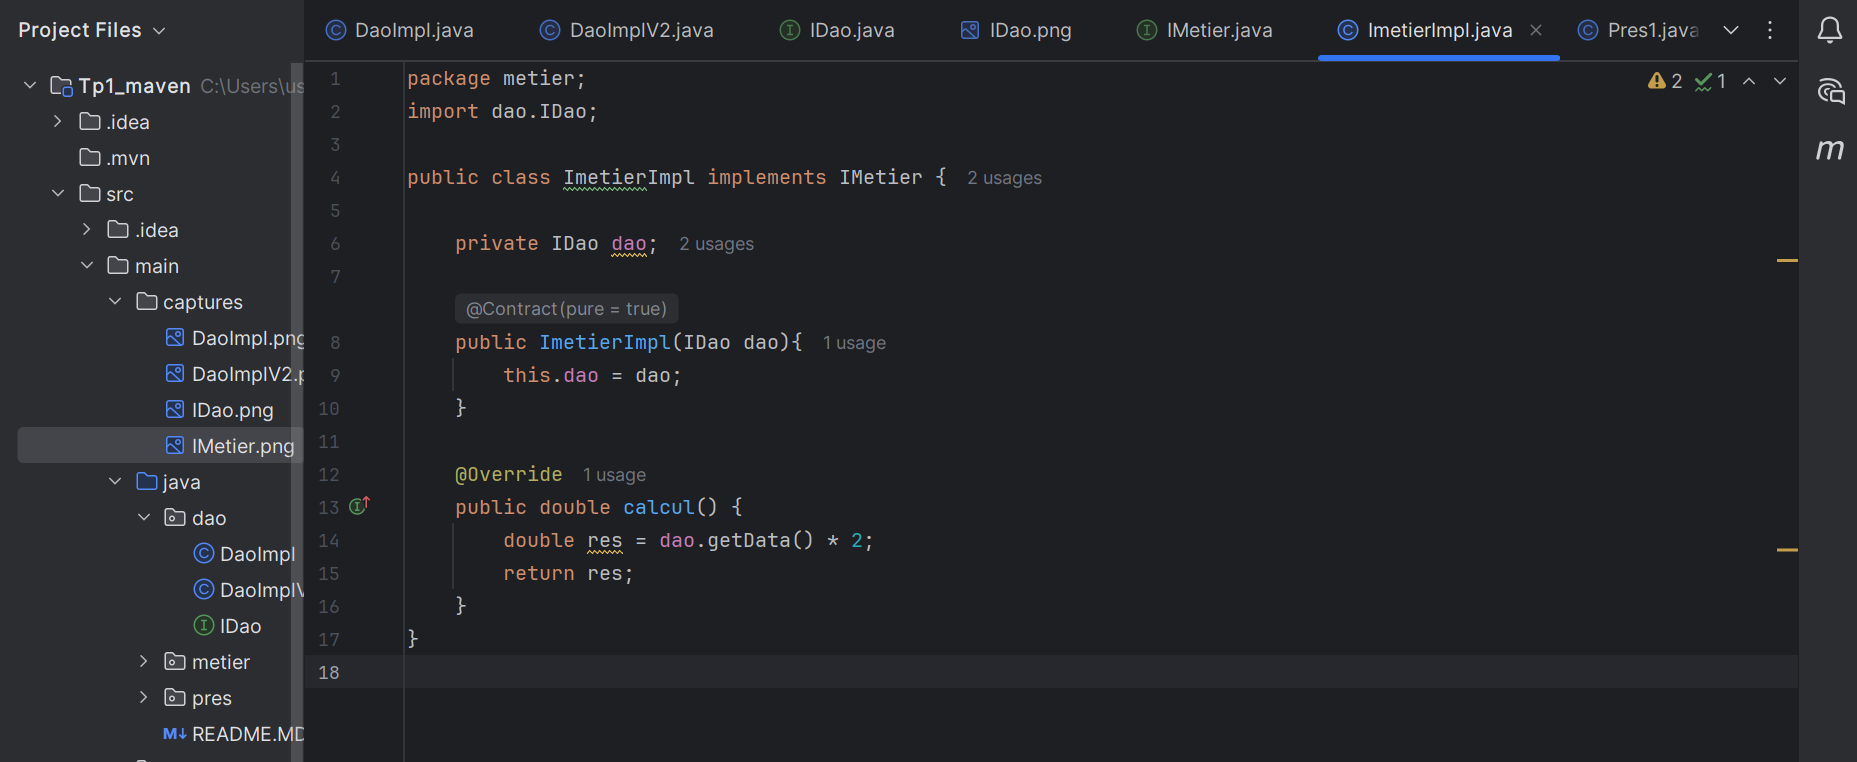 Project Files
Tp1_maven C:\Users\us
.idea
.mvn
src
.idea
main
captures
DaoImpl.png
DaoImplV2.p
IDao.png
IMetier.png
java
dao
DaoImpl
DaoImplV
IDao
metier
pres
M↓ README.MD
DaoImpl.java DaoImplV2.java IDao.java IDao.png IMetier.java ImetierImpl.java Pres1.java
2 1
1 package metier;
2 import dao.IDao;
3
4 public class ImetierImpl implements IMetier { 2 usages
5
6 private IDao dao; 2 usages
7
@Contract(pure = true)
8 public ImetierImpl(IDao dao){ 1 usage
9 this.dao = dao;
10 }
11
12 @Override 1 usage
13 public double calcul() {
14 double res = dao.getData() * 2;
15 return res;
16 }
17 }
18
m